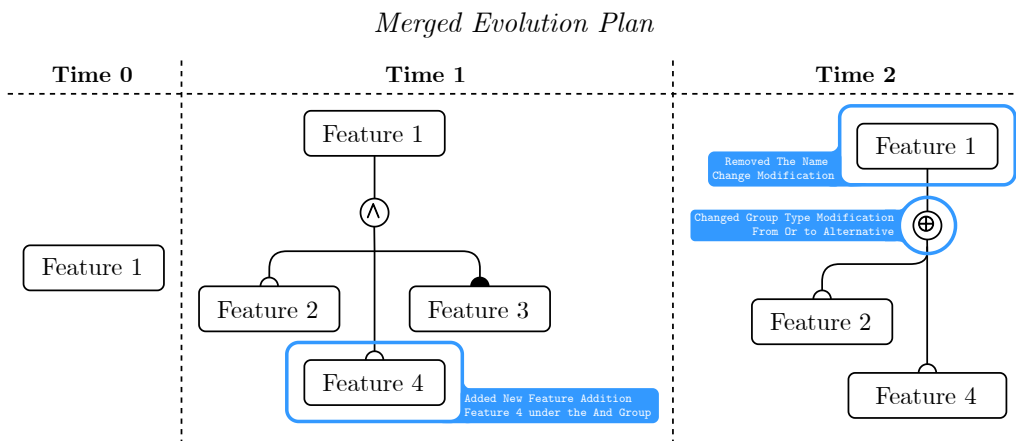 Merged Evolution Plan
Time 0
Time 1
Time 2
Feature 1
Feature 1
∧
Feature 2
Feature 3
Feature 4
Added New Feature Addition
Feature 4 under the And Group
Feature 1
Removed The Name
Change Modification
Changed Group Type Modification
From Or to Alternative
⊕
Feature 2
Feature 4